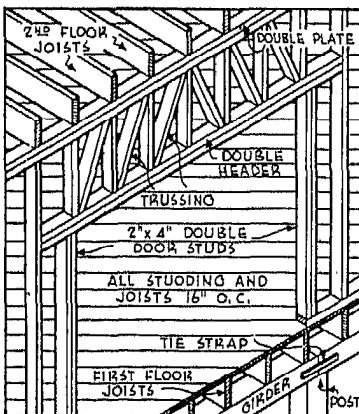 2ND FLOOR
JOISTS
DOUBLE PLATE
DOUBLE
HEADER
TRUSSING
2"x 4" DOUBLE
DOOR STUDS
ALL STUDDING AND
JOISTS 16" O.C.
TIE STRAP
FIRST FLOOR
JOISTS
GIRDER
POST